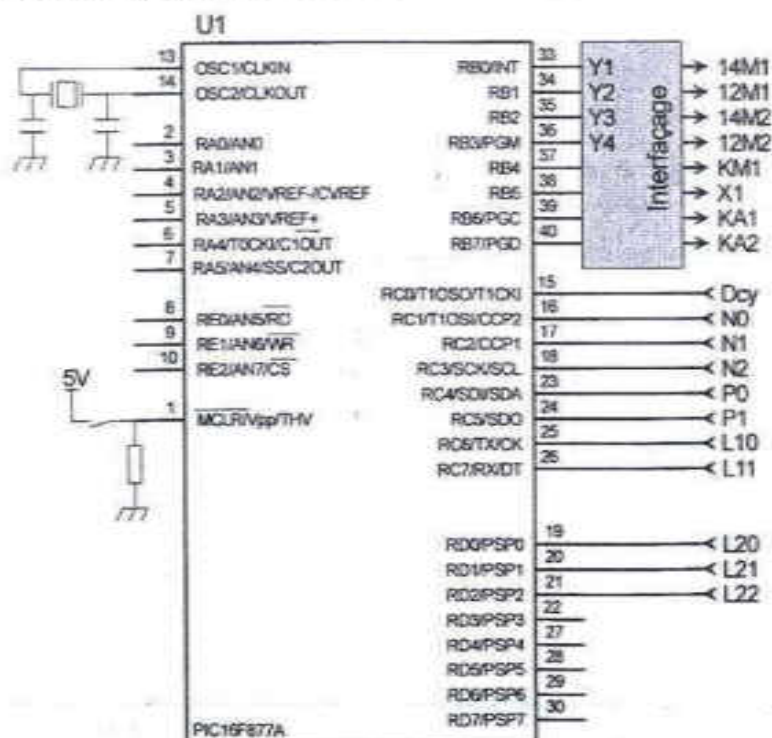 U1
13
OSC1/CLKIN
14
OSC2/CLKOUT
2
RA0/AN0
3
RA1/AN1
4
RA2/AN2/VREF-/CVREF
5
RA3/AN3/VREF+
6
RA4/T0CKI/C1OUT
7
RA5/AN4/SS/C2OUT
8
RE0/AN5/RD
9
RE1/AN6/WR
10
RE2/AN7/CS
5V
1
MCLR/Vpp/THV
33
RB0/INT
Y1
14M1
34
RB1
Y2
12M1
35
RB2
Y3
14M2
36
RB3/PGM
Y4
12M2
37
RB4
KM1
38
RB5
X1
39
RB6/PGC
KA1
40
RB7/PGD
KA2
Interfaçage
15
RC0/T1OSO/T1CKI
Dcy
16
RC1/T1OSI/CCP2
N0
17
RC2/CCP1
N1
18
RC3/SCK/SCL
N2
23
RC4/SDI/SDA
P0
24
RC5/SDO
P1
25
RC6/TX/CK
L10
26
RC7/RX/DT
L11
19
RD0/PSP0
L20
20
RD1/PSP1
L21
21
RD2/PSP2
L22
22
RD3/PSP3
27
RD4/PSP4
28
RD5/PSP5
29
RD6/PSP6
30
RD7/PSP7
PIC16F877A